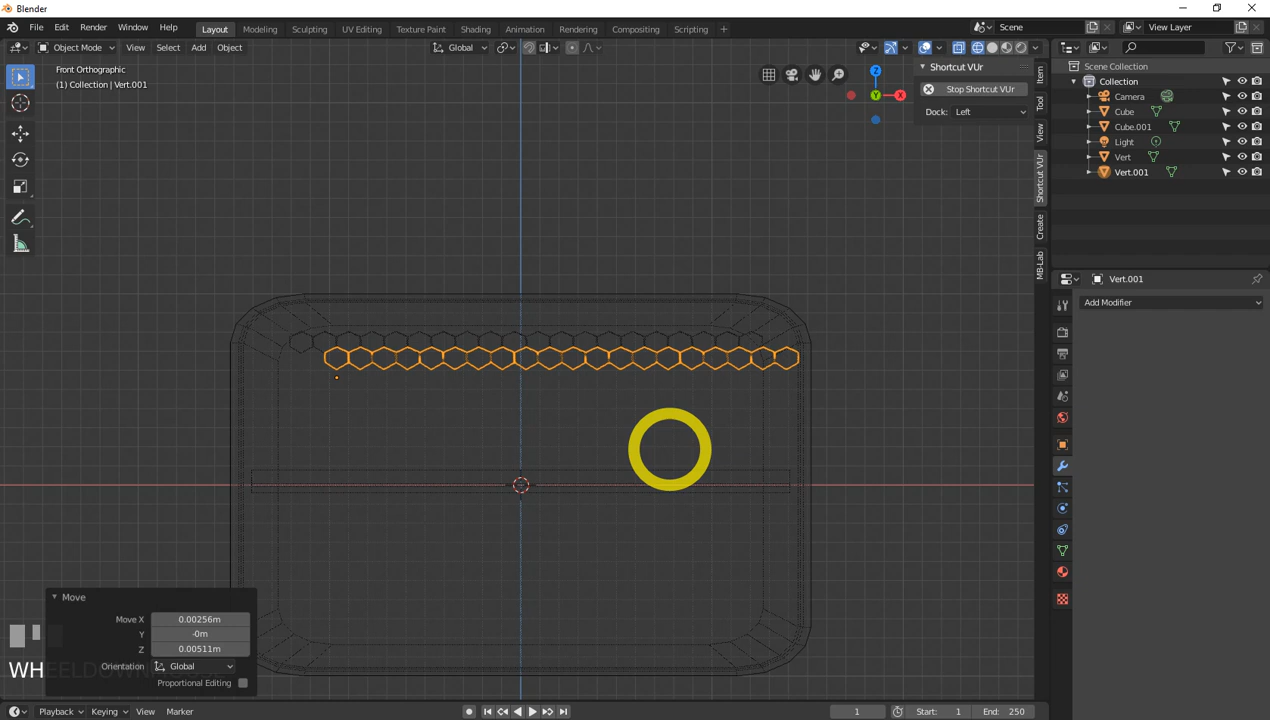 Blender
File Edit Render Window Help
Layout Modeling Sculpting UV Editing Texture Paint Shading Animation Rendering Compositing Scripting +
Scene
View Layer
Object Mode View Select Add Object
Global
Front Orthographic
(1) Collection | Vert.001
Z
Y
X
Shortcut VUr
Stop Shortcut VUr
Dock: Left
Item
Tool
View
Shortcut VUr
Create
MB-Lab
Scene Collection
Collection
Camera
Cube
Cube.001
Light
Vert
Vert.001
Vert.001
Add Modifier
Move
Move X 0.00256m
Y -0m
Z 0.00511m
Orientation Global
Proportional Editing
Playback Keying View Marker
1
Start: 1
End: 250